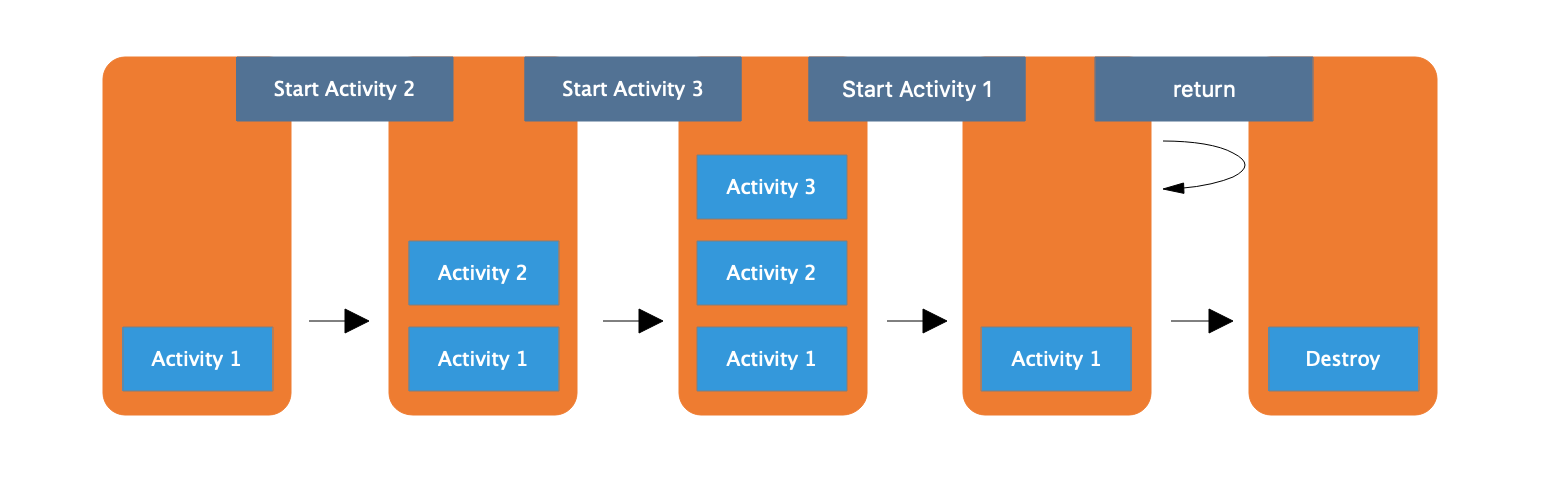 Start Activity 2
Start Activity 3
Start Activity 1
return
Activity 3
Activity 2
Activity 2
Activity 1
Activity 1
Activity 1
Activity 1
Destroy